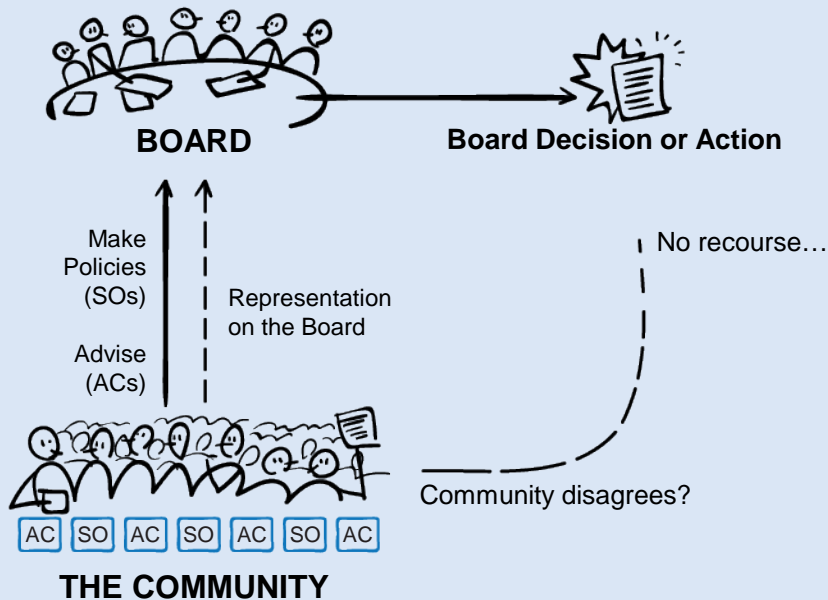 BOARD
Board Decision or Action
Make
Policies
(SOs)
Advise
(ACs)
Representation
on the Board
No recourse…
Community disagrees?
AC SO AC SO AC SO AC
THE COMMUNITY